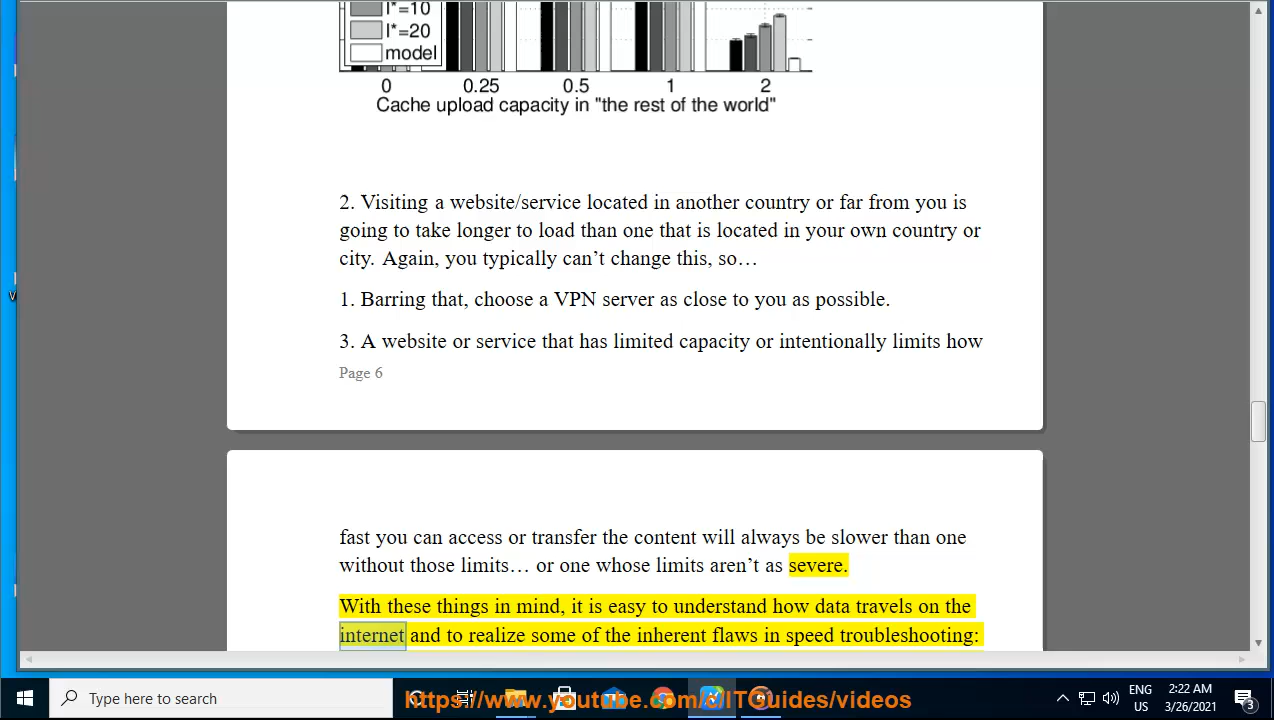 I*=10
I*=20
model
0 0.25 0.5 1 2
Cache upload capacity in "the rest of the world"
2. Visiting a website/service located in another country or far from you is
going to take longer to load than one that is located in your own country or
city. Again, you typically can’t change this, so…
1. Barring that, choose a VPN server as close to you as possible.
3. A website or service that has limited capacity or intentionally limits how
Page 6
fast you can access or transfer the content will always be slower than one
without those limits… or one whose limits aren’t as severe.
With these things in mind, it is easy to understand how data travels on the
internet and to realize some of the inherent flaws in speed troubleshooting:
V
Type here to search
https://www.youtube.com/c/ITGuides/videos
ENG
US
2:22 AM
3/26/2021
3